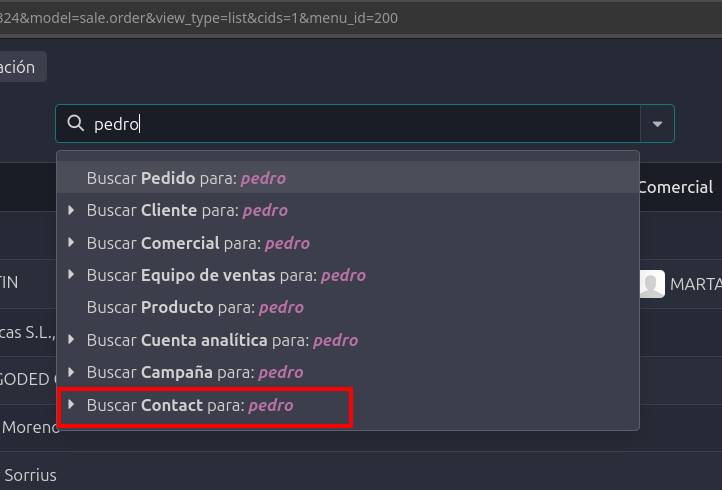 324&model=sale.order&view_type=list&cids=1&menu_id=200
ación
pedro
Buscar Pedido para: pedro
Buscar Cliente para: pedro
Buscar Comercial para: pedro
Buscar Equipo de ventas para: pedro
Buscar Producto para: pedro
Buscar Cuenta analítica para: pedro
Buscar Campaña para: pedro
Buscar Contact para: pedro
Comercial
TIN
MARTA
cas S.L.,
GODED
Moreno
Sorrius